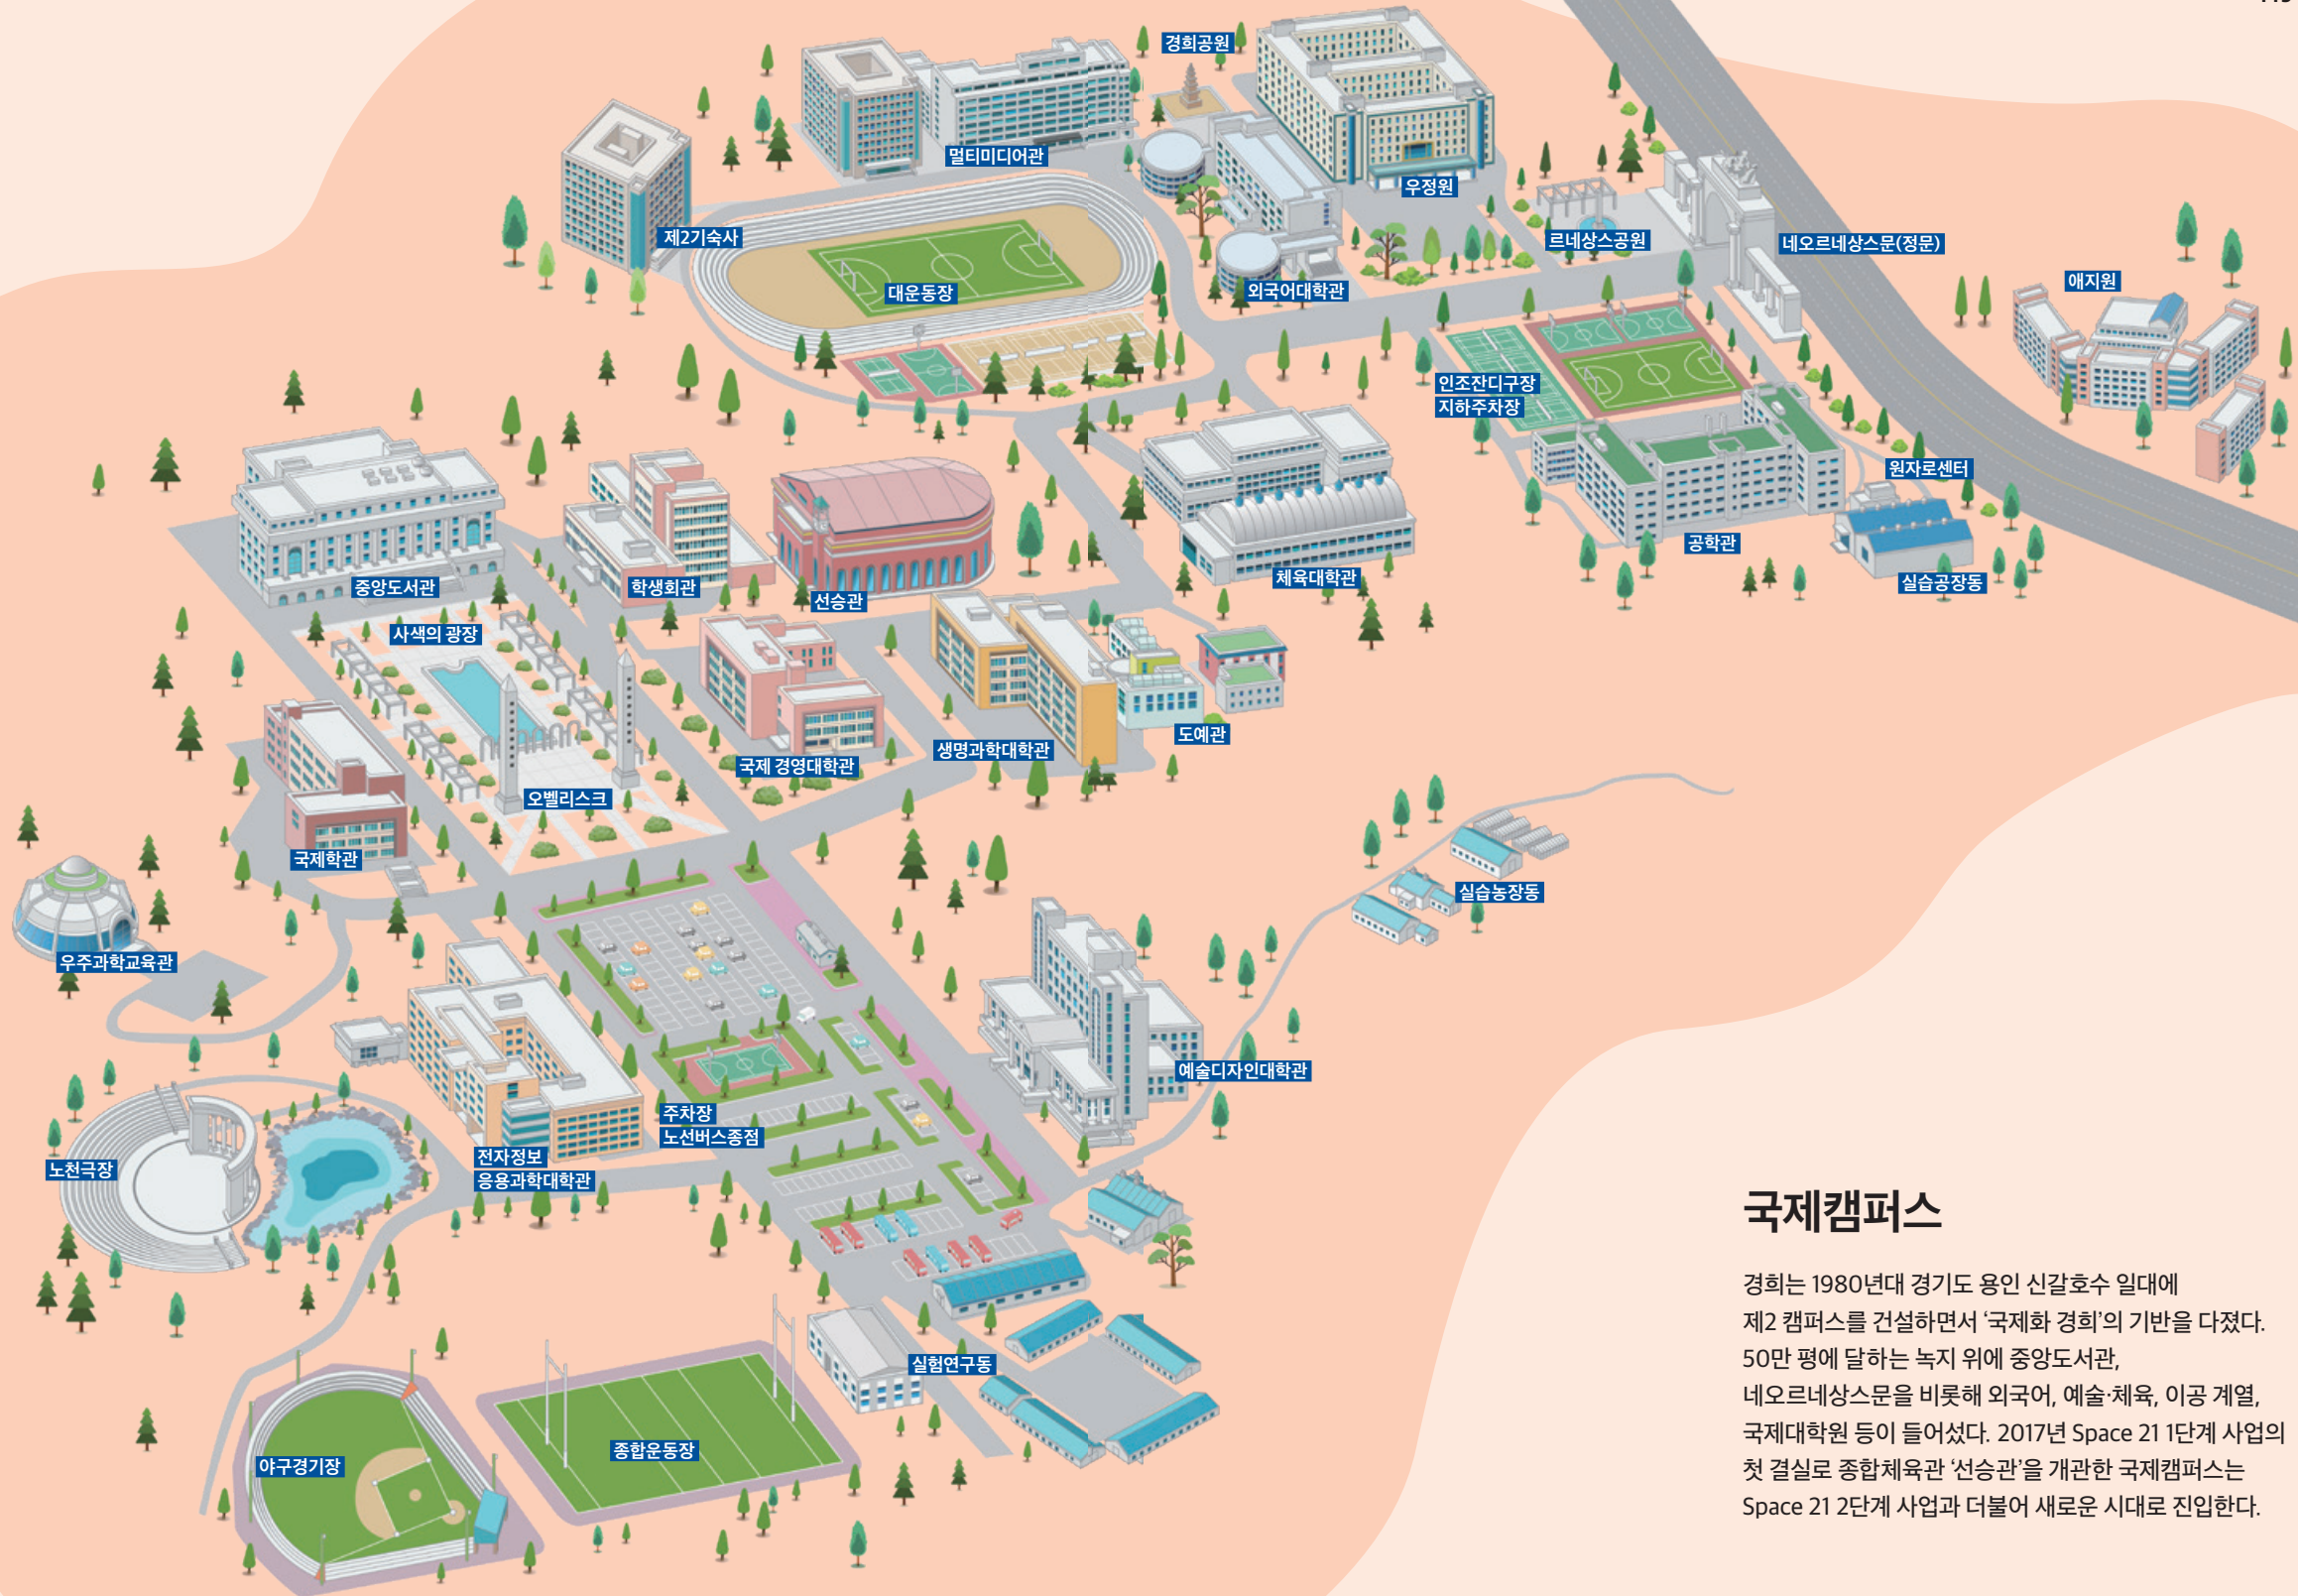 경희공원
멀티미디어관
우정원
제2기숙사
르네상스공원
네오르네상스문(정문)
대운동장
외국어대학관
애지원
인조잔디구장
지하주차장
원자로센터
공학관
실습공장동
중앙도서관
학생회관
선승관
체육대학관
사색의 광장
도예관
생명과학대학관
국제 경영대학관
오벨리스크
국제학관
실습농장동
우주과학교육관
예술디자인대학관
주차장
노선버스종점
전자정보
응용과학대학관
노천극장
실험연구동
종합운동장
야구경기장
국제캠퍼스
경희는 1980년대 경기도 용인 신갈호수 일대에
제2 캠퍼스를 건설하면서 ‘국제화 경희’의 기반을 다졌다.
50만 평에 달하는 녹지 위에 중앙도서관,
네오르네상스문을 비롯해 외국어, 예술·체육, 이공 계열,
국제대학원 등이 들어섰다. 2017년 Space 21 1단계 사업의
첫 결실로 종합체육관 ‘선승관’을 개관한 국제캠퍼스는
Space 21 2단계 사업과 더불어 새로운 시대로 진입한다.